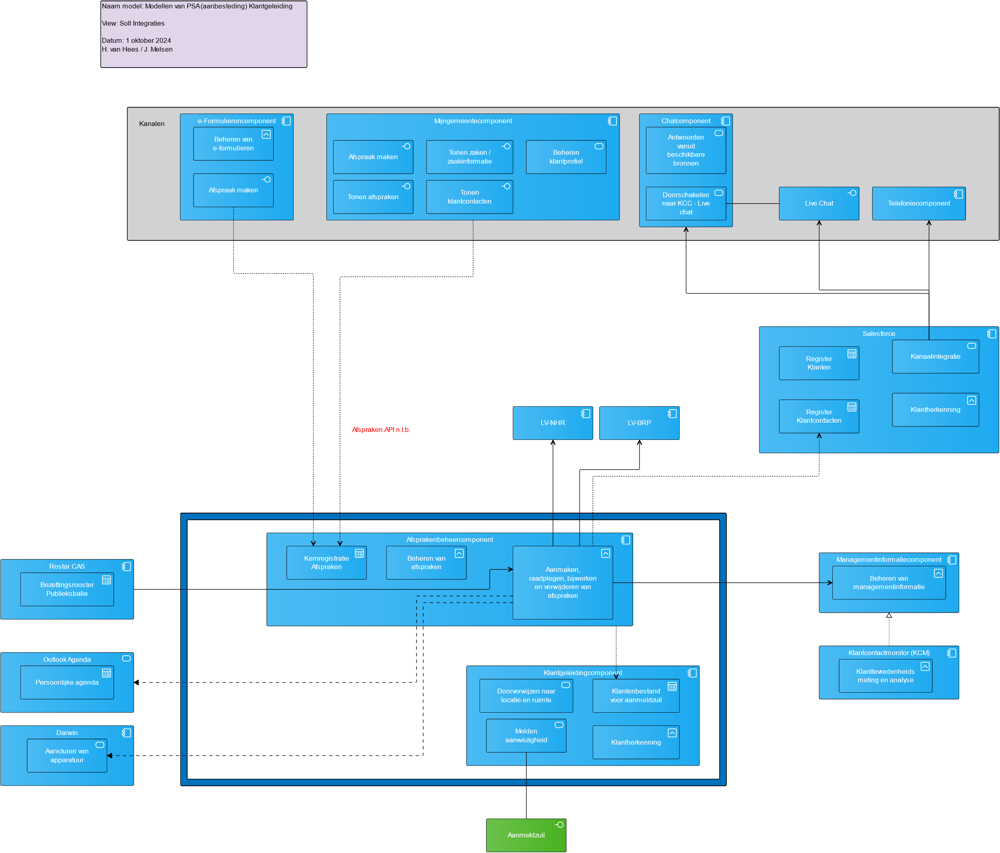 Naam model: Modellen van PSA (aanbesteding) Klantgeleiding
View: Soll Integraties
Datum: 1 oktober 2024
H. van Hees / J. Melsen
Kanalen
e-Formulierencomponent
Beheren van
e-formulieren
Afspraak maken
Mijngemeentecomponent
Afspraak maken
Tonen zaken /
zaakinformatie
Beheren
klantprofiel
Tonen afspraken
Tonen
klantcontacten
Chatcomponent
Antwoorden
vanuit
beschikbare
bronnen
Doorschakelen
naar KCC - Live
chat
Live Chat
Telefoniecomponent
Salesforce
Register
Klanten
Kanaalintegratie
Register
Klantcontacten
Klantherkenning
LV-NHR
LV-BRP
Afspraken.API n.t.b.
Afsprakenbeheercomponent
Kernregistratie
Afspraken
Beheren van
afspraken
Aanmaken,
raadplegen, bijwerken
en verwijderen van
afspraken
Rostar CAS
Bezettingsrooster
Publieksbalie
Managementinformatiecomponent
Beheren van
managementinformatie
Outlook Agenda
Persoonlijke agenda
Klantcontactmonitor (KCM)
Klanttevredenheids
meting en analyse
Klantgeleidingcomponent
Doorverwijzen naar
locatie en ruimte
Klantenbestand
voor aanmeldzuil
Melden
aanwezigheid
Klantherkenning
Darwin
Aansturen van
apparatuur
Aanmeldzuil